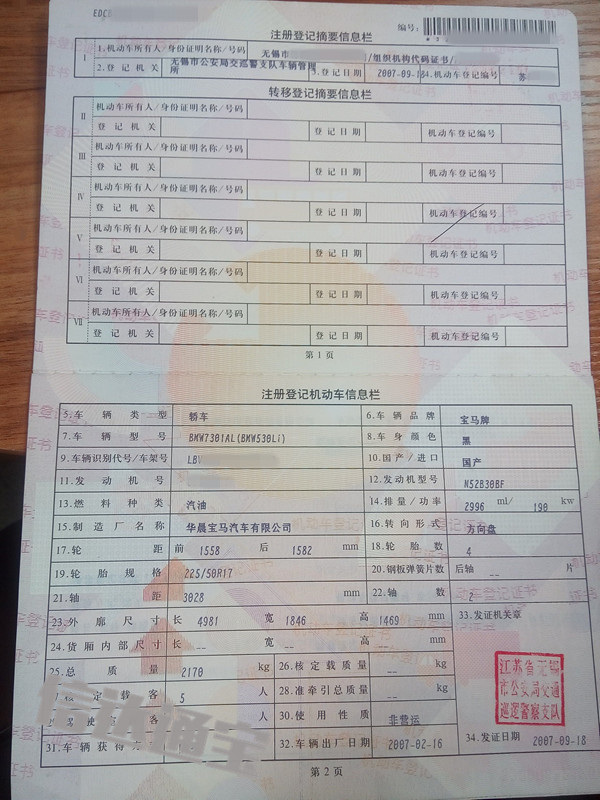 EDC
注册登记摘要信息栏
编号:
I
1.机动车所有人/身份证明名称/号码 无锡市 /组织机构代码证书/
2.登记机关 无锡市公安局交巡警支队车辆管理所 3.登记日期 2007-09-18 4.机动车登记编号 苏
转移登记摘要信息栏
II 机动车所有人/身份证明名称/号码
登记机关 登记日期 机动车登记编号
III 机动车所有人/身份证明名称/号码
登记机关 登记日期 机动车登记编号
IV 机动车所有人/身份证明名称/号码
登记机关 登记日期 机动车登记编号
V 机动车所有人/身份证明名称/号码
登记机关 登记日期 机动车登记编号
VI 机动车所有人/身份证明名称/号码
登记机关 登记日期 机动车登记编号
VII 机动车所有人/身份证明名称/号码
登记机关 登记日期 机动车登记编号
第1页
注册登记机动车信息栏
5.车辆类型 轿车 6.车辆品牌 宝马牌
7.车辆型号 BMW7301AL(BMW530Li) 8.车身颜色 黑
9.车辆识别代号/车架号 LBV 10.国产/进口 国产
11.发动机号 12.发动机型号 N52B30BF
13.燃料种类 汽油 14.排量/功率 2996 ml/ 190 kw
15.制造厂名称 华晨宝马汽车有限公司 16.转向形式 方向盘
17.轮距 前 1558 后 1582 mm 18.轮胎数 4
19.轮胎规格 225/50R17 20.钢板弹簧片数 后轴 -- 片
21.轴距 3028 mm 22.轴数 2
23.外廓尺寸 长 4981 宽 1846 高 1469 mm 33.发证机关章
24.货厢内部尺寸 长 -- 宽 -- 高 -- mm
25.总质量 2170 kg 26.核定载质量 -- kg
核定载客 5 人 28.准牵引总质量 -- kg
人 30.使用性质 非营运
31.车辆获得方 32.车辆出厂日期 2007-02-16 34.发证日期 2007-09-18
江苏省无锡
市公安局交通
巡逻警察支队
信达通宝
第2页